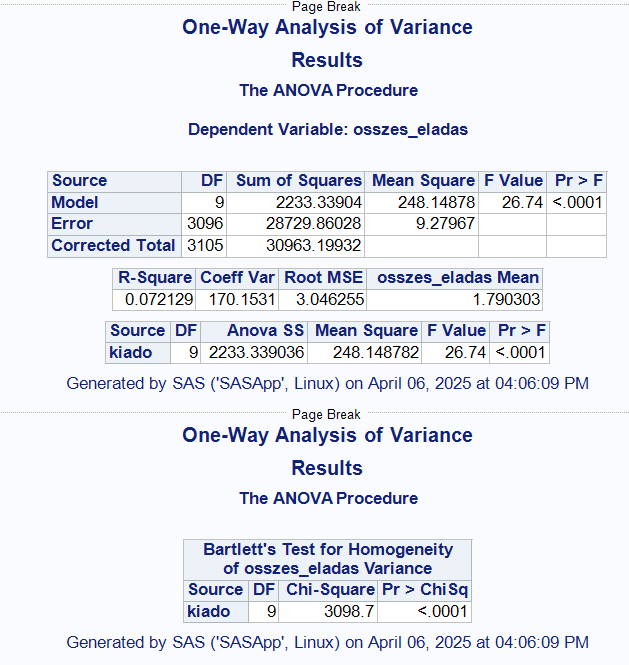 Page Break
One-Way Analysis of Variance
Results
The ANOVA Procedure
Dependent Variable: osszes_eladas
Source DF Sum of Squares Mean Square F Value Pr > F
Model 9 2233.33904 248.14878 26.74 <.0001
Error 3096 28729.86028 9.27967
Corrected Total 3105 30963.19932
R-Square Coeff Var Root MSE osszes_eladas Mean
0.072129 170.1531 3.046255 1.790303
Source DF Anova SS Mean Square F Value Pr > F
kiado 9 2233.339036 248.148782 26.74 <.0001
Generated by SAS ('SASApp', Linux) on April 06, 2025 at 04:06:09 PM
Page Break
One-Way Analysis of Variance
Results
The ANOVA Procedure
Bartlett's Test for Homogeneity
of osszes_eladas Variance
Source DF Chi-Square Pr > ChiSq
kiado 9 3098.7 <.0001
Generated by SAS ('SASApp', Linux) on April 06, 2025 at 04:06:09 PM